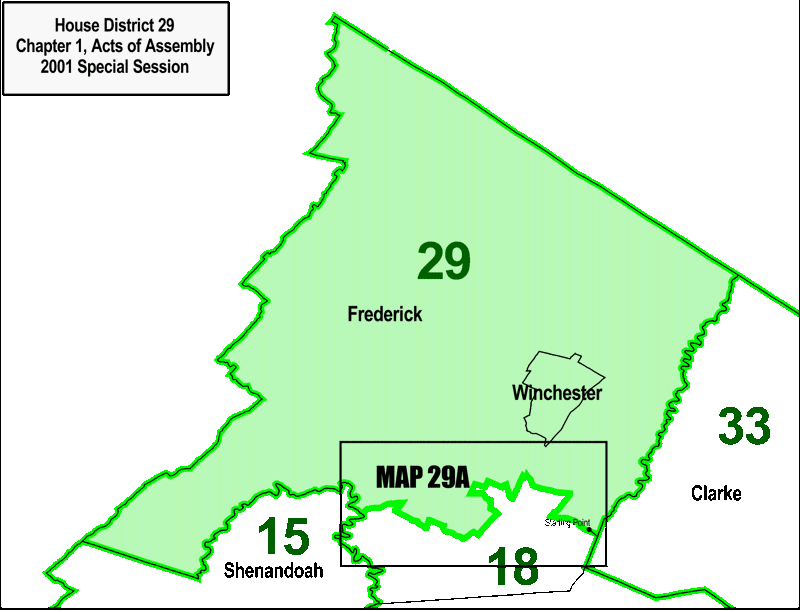 House District 29
Chapter 1, Acts of Assembly
2001 Special Session
29
Frederick
Winchester
33
MAP 29A
Clarke
Starting Point
15
Shenandoah
18